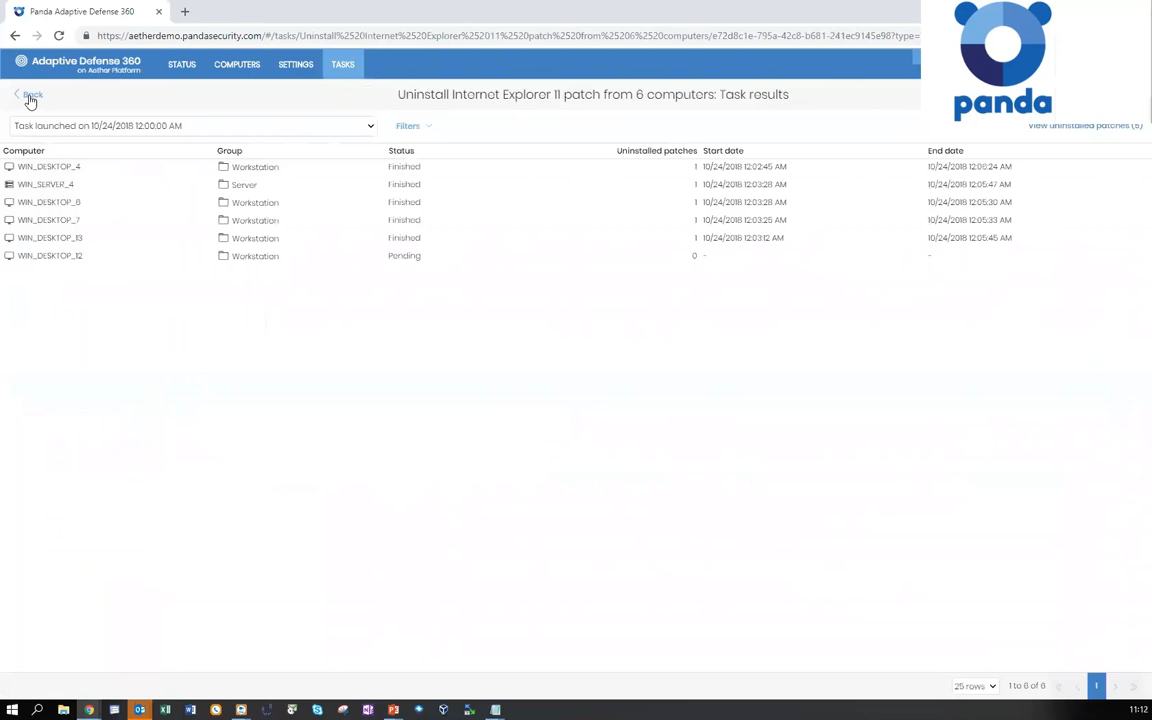 Panda Adaptive Defense 360
https://aetherdemo.pandasecurity.com/#/tasks/Uninstall%2520Internet%2520Explorer%252011%2520patch%2520from%25206%2520computers/e72d8c1e-795a-42c8-b681-241ec9145e98?type=
Adaptive Defense 360
on Aether Platform
STATUS
COMPUTERS
SETTINGS
TASKS
panda
Back
Uninstall Internet Explorer 11 patch from 6 computers: Task results
Task launched on 10/24/2018 12:00:00 AM
Filters
View uninstalled patches (5)
Computer Group Status Uninstalled patches Start date End date
WIN_DESKTOP_4 Workstation Finished 1 10/24/2018 12:02:45 AM 10/24/2018 12:06:24 AM
WIN_SERVER_4 Server Finished 1 10/24/2018 12:03:28 AM 10/24/2018 12:05:47 AM
WIN_DESKTOP_6 Workstation Finished 1 10/24/2018 12:03:28 AM 10/24/2018 12:05:30 AM
WIN_DESKTOP_7 Workstation Finished 1 10/24/2018 12:03:25 AM 10/24/2018 12:05:33 AM
WIN_DESKTOP_13 Workstation Finished 1 10/24/2018 12:03:12 AM 10/24/2018 12:05:45 AM
WIN_DESKTOP_12 Workstation Pending 0 - -
25 rows 1 to 6 of 6 1
11:12